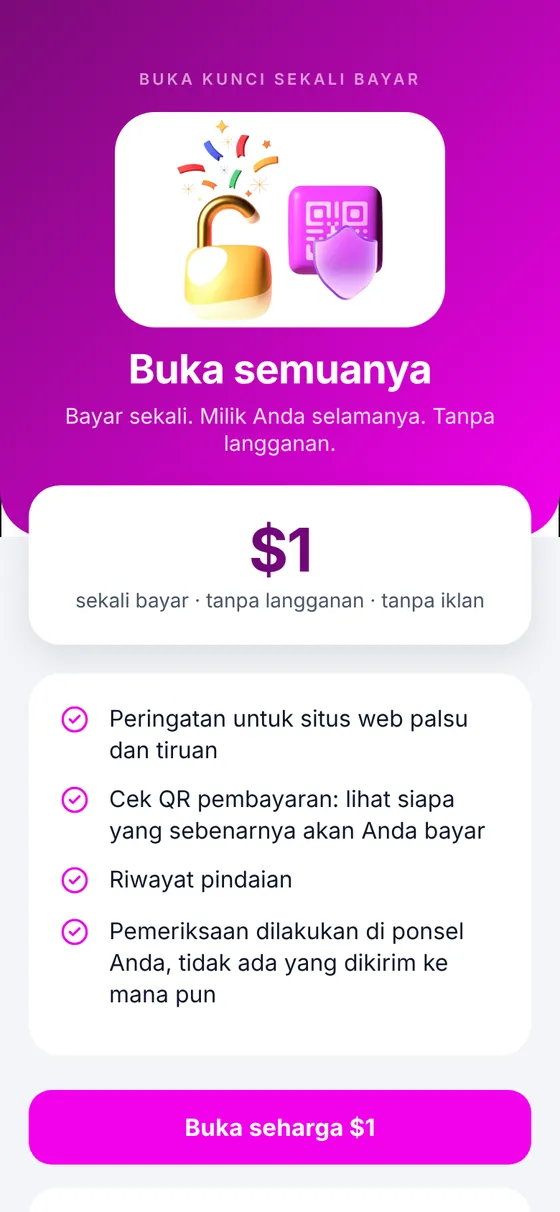 BUKA KUNCI SEKALI BAYAR
Buka semuanya
Bayar sekali. Milik Anda selamanya. Tanpa
langganan.
$1
sekali bayar · tanpa langganan · tanpa iklan
Peringatan untuk situs web palsu
dan tiruan
Cek QR pembayaran: lihat siapa
yang sebenarnya akan Anda bayar
Riwayat pindaian
Pemeriksaan dilakukan di ponsel
Anda, tidak ada yang dikirim ke
mana pun
Buka seharga $1